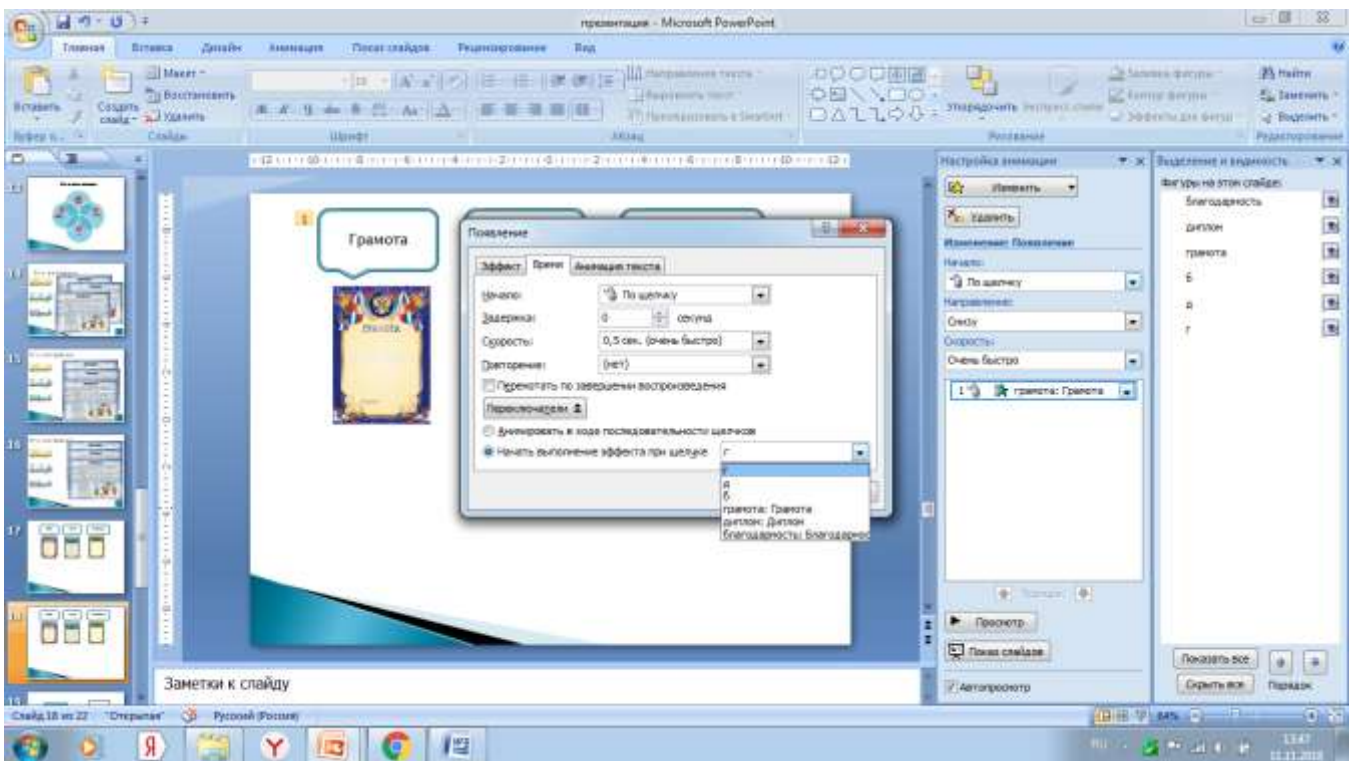 презентация - Microsoft PowerPoint
Главная Вставка Дизайн Анимация Показ слайдов Рецензирование Вид
Вставить
Создать слайд
Макет
Восстановить
Удалить
Слайды
Шрифт
Абзац
Упорядочить
Рисование
Найти
Заменить
Выделить
Редактирование
Грамота
Появление
Эффект Время Анимация текста
Начало: По щелчку
Задержка: 0 секунд
Скорость: 0,5 сек. (очень быстро)
Повторение: (нет)
Перемотать по завершении воспроизведения
Переключатели
Анимировать в ходе последовательности щелчков
Начать выполнение эффекта при щелчке г
г
д
б
грамота: Грамота
диплом: Диплом
благодарность: Благодарнос
Настройка анимации
Изменить
Удалить
Изменение: Появление
Начало:
По щелчку
Направление:
Снизу
Скорость:
Очень быстро
1 грамота: Грамота
Порядок
Просмотр
Показ слайдов
Автопросмотр
Выделение и видимость
Фигуры на этом слайде:
благодарность
диплом
грамота
б
д
г
Показать все
Скрыть все
Порядок
Заметки к слайду
Слайд 18 из 22 "Открытая" Русский (Россия)
64%
RU
13:47
11.11.2018